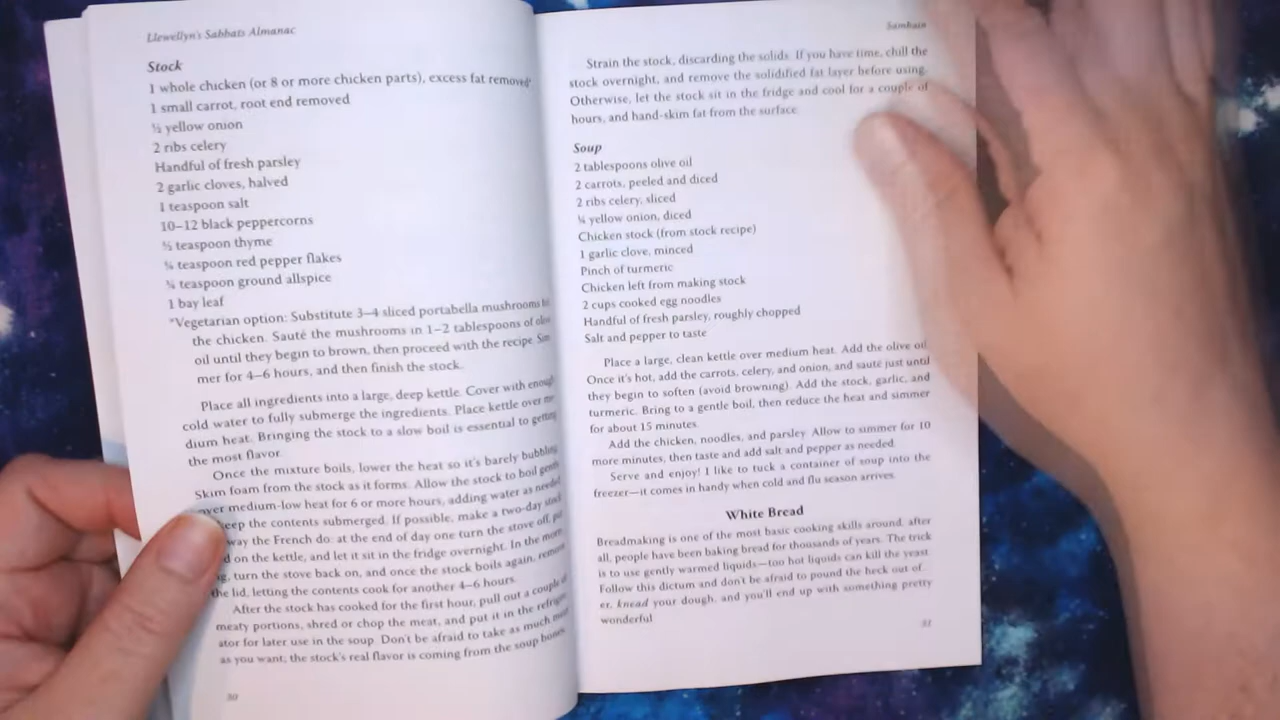 Llewellyn's Sabbats Almanac
Stock
1 whole chicken (or 8 or more chicken parts), excess fat removed*
1 small carrot, root end removed
½ yellow onion
2 ribs celery
Handful of fresh parsley
2 garlic cloves, halved
1 teaspoon salt
10–12 black peppercorns
½ teaspoon thyme
teaspoon red pepper flakes
teaspoon ground allspice
1 bay leaf
*Vegetarian option: Substitute 3–4 sliced portabella mushrooms
the chicken. Sauté the mushrooms in 1–2 tablespoons of
oil until they begin to brown, then proceed with the recipe. Sim
mer for 4–6 hours, and then finish the stock.
Place all ingredients into a large, deep kettle. Cover with enough
cold water to fully submerge the ingredients. Place kettle over me
dium heat. Bringing the stock to a slow boil is essential to getting
the most flavor.
Once the mixture boils, lower the heat so it's barely bubbling
Skim foam from the stock as it forms. Allow the stock to boil gently
over medium-low heat for 6 or more hours, adding water as needed
keep the contents submerged. If possible, make a two-day stock
way the French do: at the end of day one turn the stove off, put
on the kettle, and let it sit in the fridge overnight. In the
turn the stove back on, and once the stock boils again, remove
the lid, letting the contents cook for another 4–6 hours.
After the stock has cooked for the first hour, pull out a couple of
meaty portions, shred or chop the meat, and put it in the refriger
ator for later use in the soup. Don't be afraid to take as much meat
as you want; the stock's real flavor is coming from the soup bones.
80
Samhain
Strain the stock, discarding the solids. If you have time, chill the
stock overnight, and remove the solidified fat layer before using.
Otherwise, let the stock sit in the fridge and cool for a couple of
hours, and hand-skim fat from the surface.
Soup
2 tablespoons olive oil
2 carrots, peeled and diced
2 ribs celery, sliced
yellow onion, diced
Chicken stock (from stock recipe)
1 garlic clove, minced
Pinch of turmeric
Chicken left from making stock
2 cups cooked egg noodles
Handful of fresh parsley, roughly chopped
Salt and pepper to taste
Place a large, clean kettle over medium heat. Add the olive oil.
Once it's hot, add the carrots, celery, and onion, and sauté just until
they begin to soften (avoid browning). Add the stock, garlic, and
turmeric. Bring to a gentle boil, then reduce the heat and simmer
for about 15 minutes.
Add the chicken, noodles, and parsley. Allow to simmer for 10
more minutes, then taste and add salt and pepper as needed.
Serve and enjoy! I like to tuck a container of soup into the
freezer—it comes in handy when cold and flu season arrives.
White Bread
Breadmaking is one of the most basic cooking skills around, after
all, people have been baking bread for thousands of years. The trick
is to use gently warmed liquids—too hot liquids can kill the yeast.
Follow this dictum and don't be afraid to pound the heck out of...
er, knead your dough, and you'll end up with something pretty
wonderful